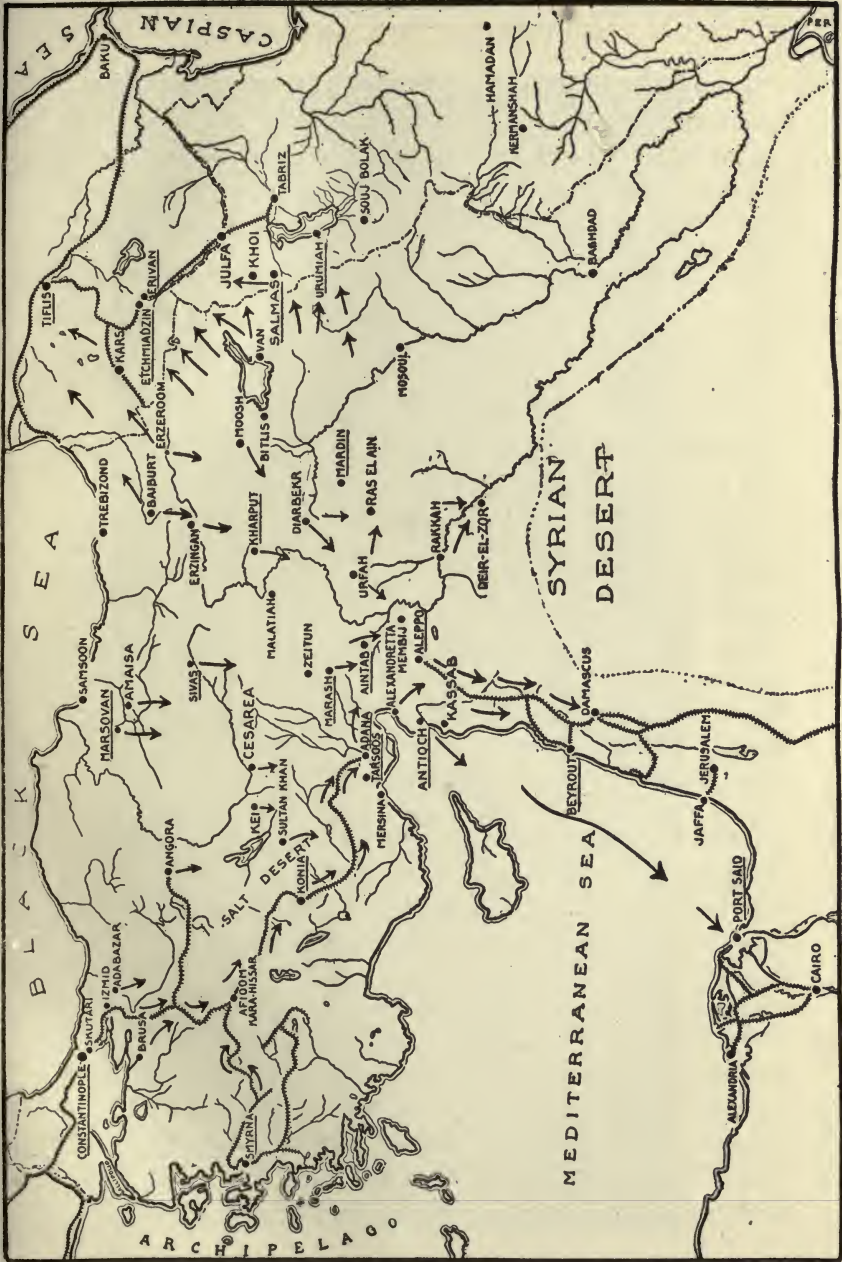 BLACK SEA
CASPIAN
SEA
BAKU
TIFLIS
ERIVAN
ETCHMIADZIN
KARS
ERZEROOM
BAIBURT
TREBIZOND
ERZINGAN
SAMSOON
AMAISA
MARSOVAN
SIVAS
ANGORA
IZMID
ADABAZAR
SKUTARI
CONSTANTINOPLE
BRUSA
JULFA
KHOI
TABRIZ
SALMAS
URUMIAH
SOUJ BOLAK
VAN
MOOSH
BITLIS
KHARPUT
DIARBEKR
MARDIN
RAS EL AIN
MOSOUL
MALATIAH
ZEITUN
URFAH
MARASH
AINTAB
CESAREA
KEI
SULTAN KHAN
SALT DESERT
KONIA
AFIOOM
KARA-HISSAR
SMYRNA
ARCHIPELAGO
ADANA
TARSOOS
MERSINA
ALEXANDRETTA
MEMBIJ
ALEPPO
ANTIOCH
KASSAB
RAKKAH
DEIR-EL-ZOR
HAMADAN
KERMANSHAH
PER
BAGHDAD
SYRIAN
DESERT
DAMASCUS
BEYROUT
JERUSALEM
JAFFA
MEDITERRANEAN SEA
PORT SAID
CAIRO
ALEXANDRIA